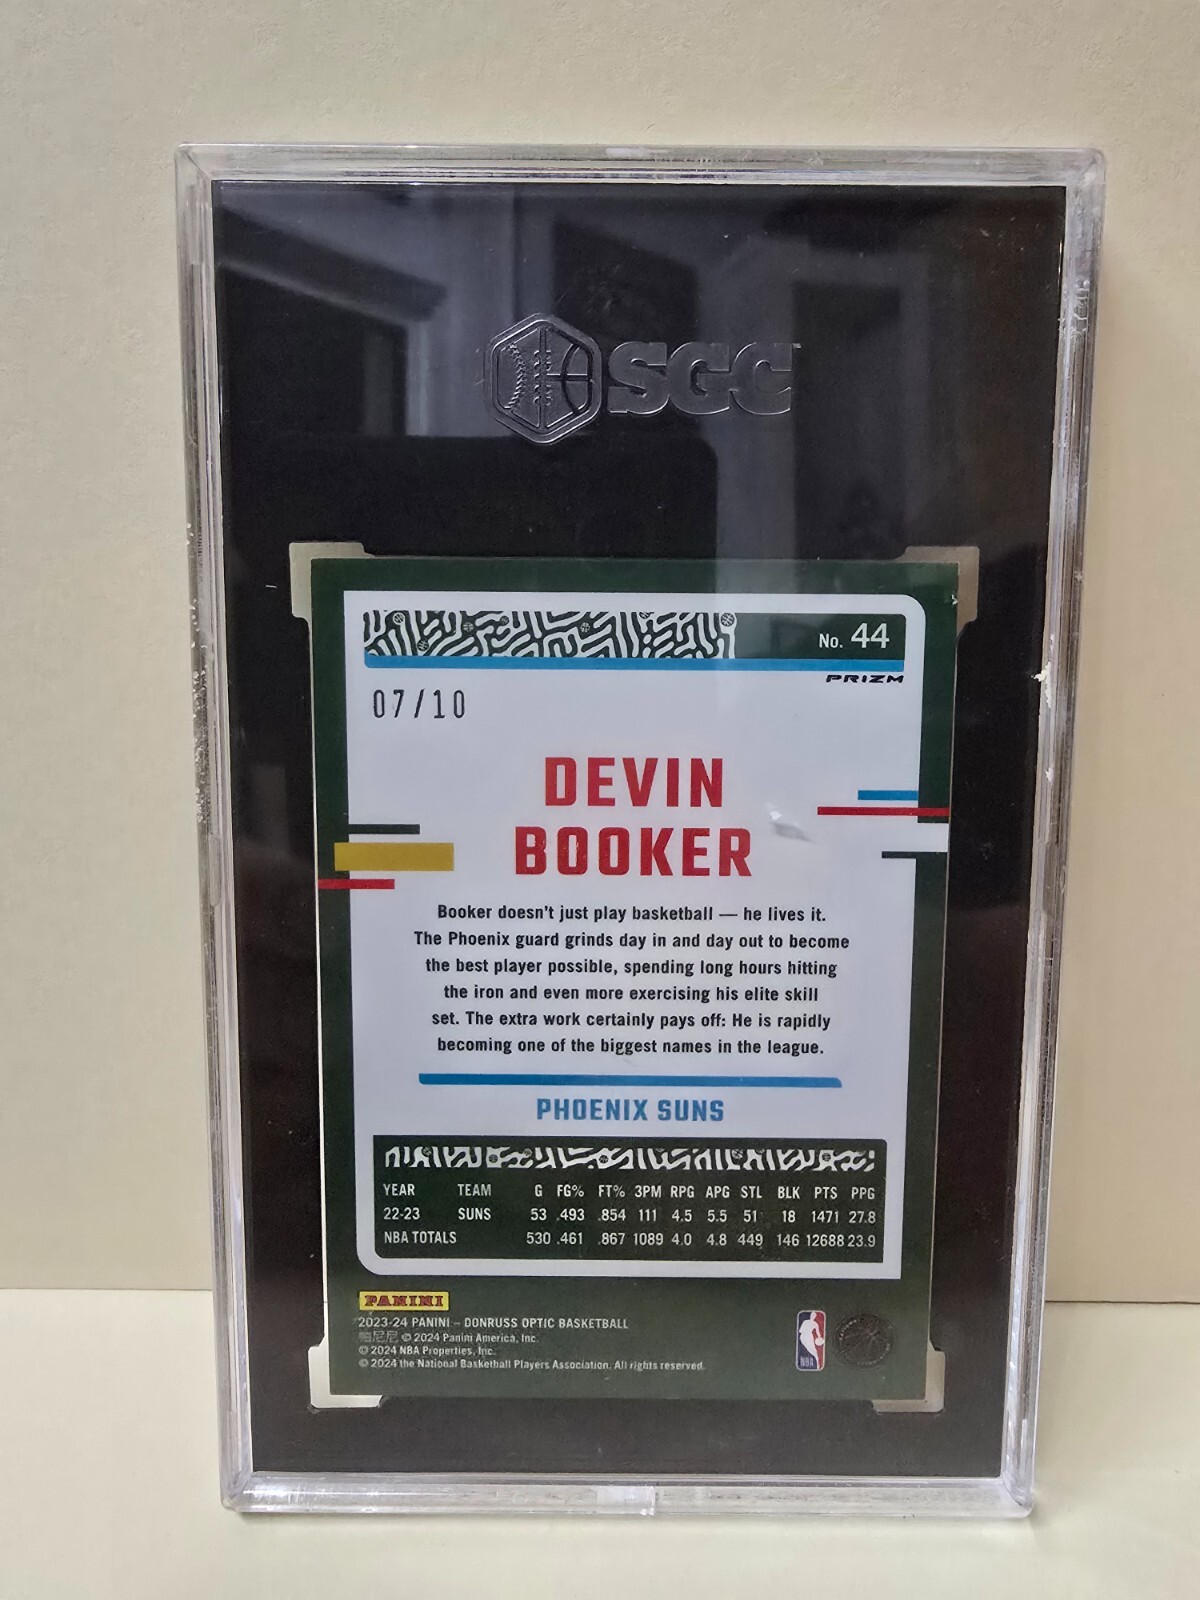 SGC
No. 44
PRIZM
07/10
DEVIN
BOOKER
Booker doesn't just play basketball — he lives it.
The Phoenix guard grinds day in and day out to become
the best player possible, spending long hours hitting
the iron and even more exercising his elite skill
set. The extra work certainly pays off: He is rapidly
becoming one of the biggest names in the league.
PHOENIX SUNS
YEAR TEAM G FG% FT% 3PM RPG APG STL BLK PTS PPG
22-23 SUNS 53 .493 .854 111 4.5 5.5 51 18 1471 27.8
NBA TOTALS 530 .461 .867 1089 4.0 4.8 449 146 12688 23.9
PANINI
2023-24 PANINI – DONRUSS OPTIC BASKETBALL
帕尼尼 © 2024 Panini America, Inc.
© 2024 NBA Properties, Inc.
© 2024 the National Basketball Players Association. All rights reserved.
NBA